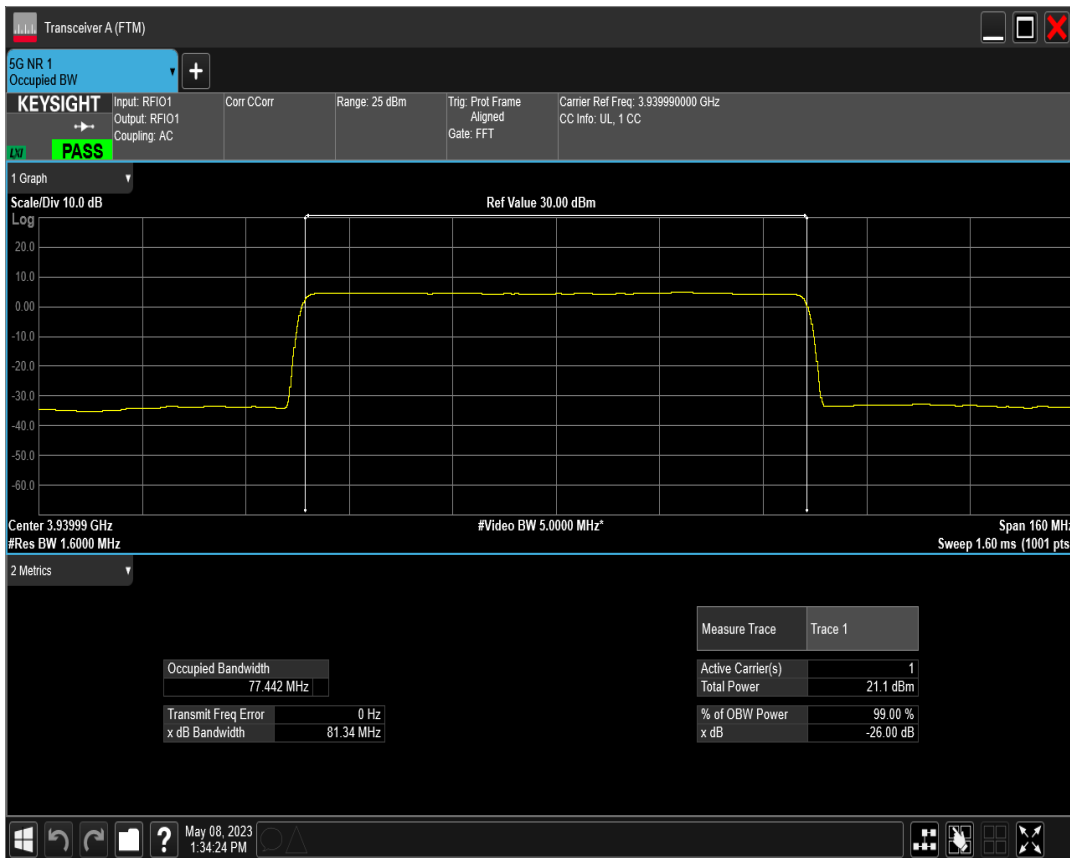 Transceiver A (FTM)
5G NR 1
Occupied BW
+
KEYSIGHT
LXI
PASS
Input: RFIO1
Output: RFIO1
Coupling: AC
Corr CCorr
Range: 25 dBm
Trig: Prot Frame
Aligned
Gate: FFT
Carrier Ref Freq: 3.939990000 GHz
CC Info: UL, 1 CC
1 Graph
Scale/Div 10.0 dB
Ref Value 30.00 dBm
Log
20.0
10.0
0.00
-10.0
-20.0
-30.0
-40.0
-50.0
-60.0
Center 3.93999 GHz
#Video BW 5.0000 MHz*
Span 160 MHz
#Res BW 1.6000 MHz
Sweep 1.60 ms (1001 pts
2 Metrics
Measure Trace Trace 1
Occupied Bandwidth
77.442 MHz
Active Carrier(s) 1
Total Power 21.1 dBm
Transmit Freq Error 0 Hz
x dB Bandwidth 81.34 MHz
% of OBW Power 99.00 %
x dB -26.00 dB
?
May 08, 2023
1:34:24 PM